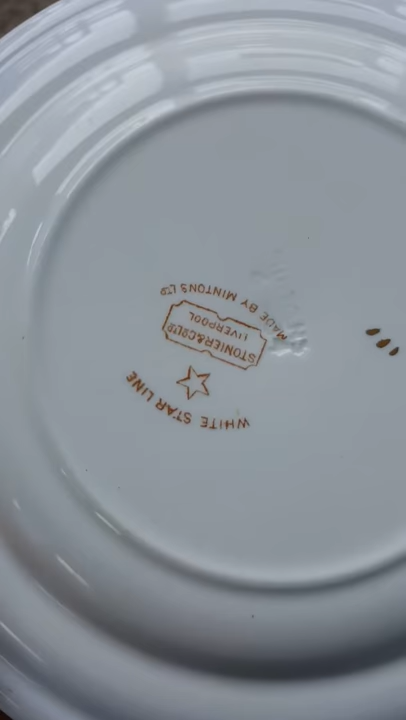 WHITE STAR LINE
STONIER & CO LTD
LIVERPOOL
MADE BY MINTONS LTD